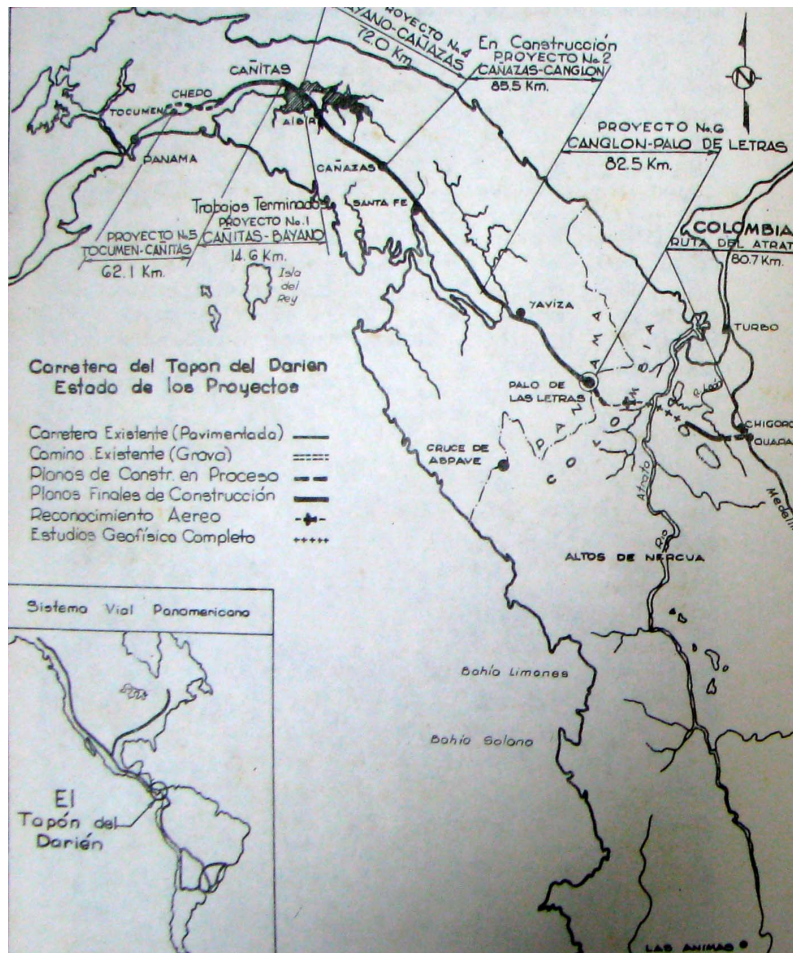 PROYECTO No.4
BAYANO-CAÑAZAS
72.0 Km.
En Construcción
PROYECTO No.2
CAÑAZAS-CANGLON
85.5 Km.
N
PROYECTO No.6
CANGLON-PALO DE LETRAS
82.5 Km.
COLOMBIA
RUTA DEL ATRAT
80.7 Km.
CAÑITAS
CHEPO
TOCUMEN
PANAMA
CAÑAZAS
SANTA FE
Trabajos Terminados
PROYECTO No.1
CAÑITAS-BAYANO
14.6 Km.
PROYECTO No.5
TOCUMEN-CAÑITAS
62.1 Km.
Isla
del
Rey
YAVIZA
TURBO
PALO DE
LAS LETRAS
PANAMA
COLOMBIA
CHIGORO
GUAPA
CRUCE DE
ASPAVE
Rio Atrato
Medellin
ALTOS DE NERCUA
Carretera del Tapon del Darien
Estado de los Proyectos
Carretera Existente (Pavimentada)
Camino Existente (Grava)
Planos de Constr. en Proceso
Planos Finales de Construcción
Reconocimiento Aereo
Estudios Geofísico Completo
Sistema Vial Panamericano
El
Tapón del
Darién
Bahía Limones
Bahía Solano
LAS ANIMAS